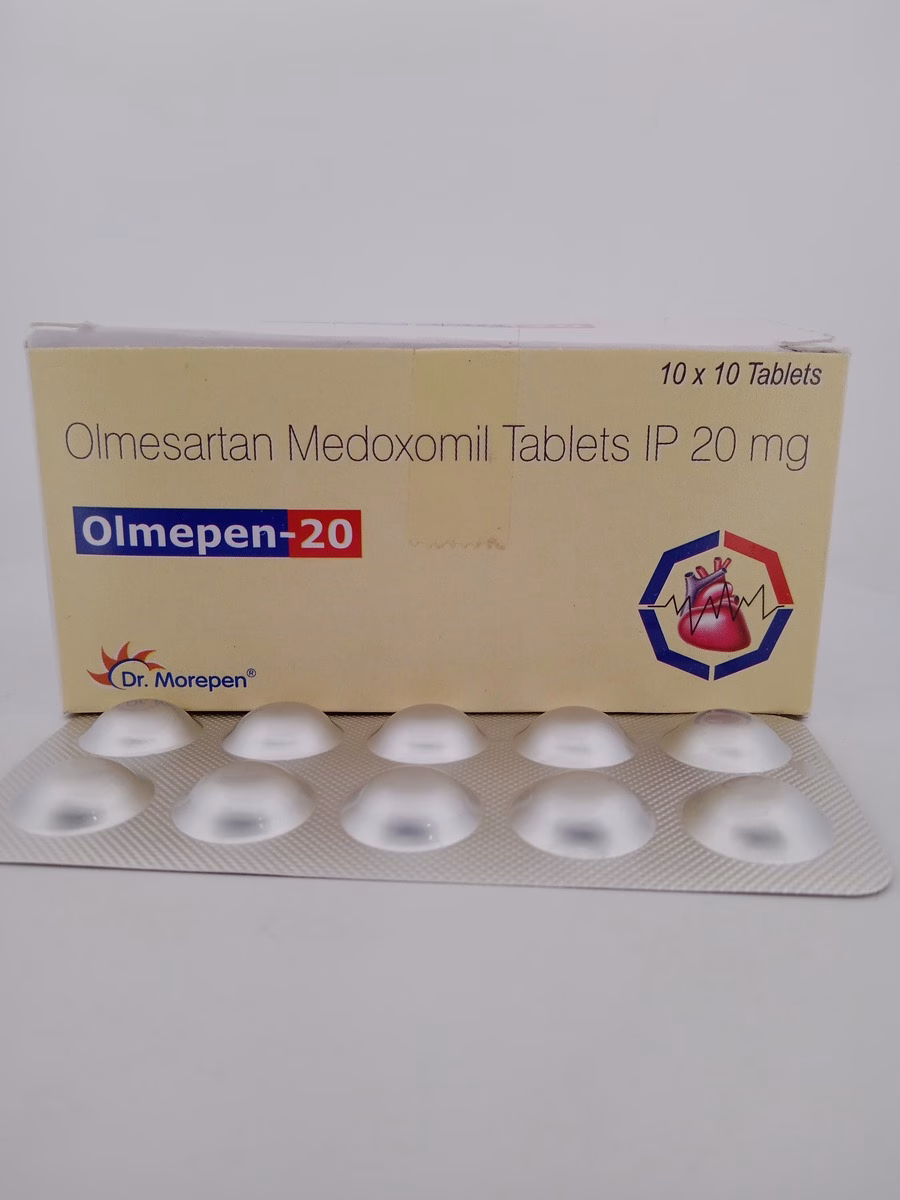 10 x 10 Tablets
Olmesartan Medoxomil Tablets IP 20 mg
Olmepen-20
Dr. Morepen®